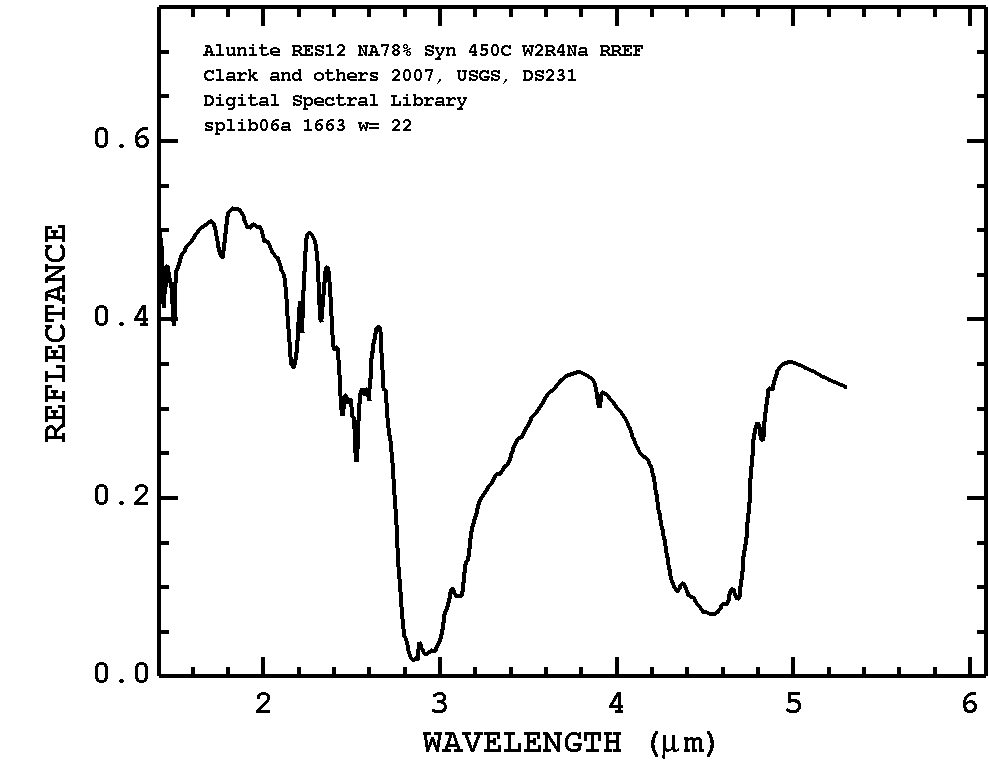 Alunite RES12 NA78% Syn 450C W2R4Na RREF
Clark and others 2007, USGS, DS231
Digital Spectral Library
splib06a 1663 w= 22
0.6
0.4
0.2
0.0
REFLECTANCE
2 3 4 5 6
WAVELENGTH (μm)